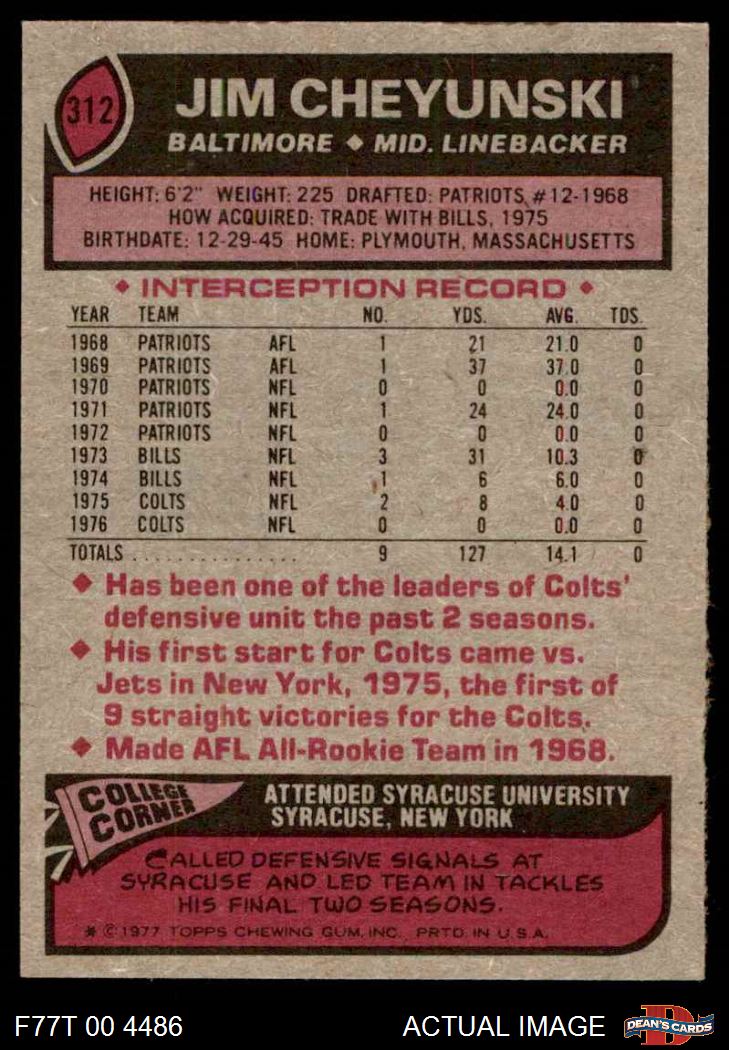 312
JIM CHEYUNSKI
BALTIMORE ◆ MID. LINEBACKER
HEIGHT: 6'2" WEIGHT: 225 DRAFTED: PATRIOTS, #12-1968
HOW ACQUIRED: TRADE WITH BILLS, 1975
BIRTHDATE: 12-29-45 HOME: PLYMOUTH, MASSACHUSETTS
◆ INTERCEPTION RECORD ◆
YEAR TEAM NO. YDS. AVG. TDS.
1968 PATRIOTS AFL 1 21 21.0 0
1969 PATRIOTS AFL 1 37 37.0 0
1970 PATRIOTS NFL 0 0 0.0 0
1971 PATRIOTS NFL 1 24 24.0 0
1972 PATRIOTS NFL 0 0 0.0 0
1973 BILLS NFL 3 31 10.3 0
1974 BILLS NFL 1 6 6.0 0
1975 COLTS NFL 2 8 4.0 0
1976 COLTS NFL 0 0 0.0 0
TOTALS ................ 9 127 14.1 0
◆ Has been one of the leaders of Colts'
defensive unit the past 2 seasons.
◆ His first start for Colts came vs.
Jets in New York, 1975, the first of
9 straight victories for the Colts.
◆ Made AFL All-Rookie Team in 1968.
COLLEGE
CORNER
ATTENDED SYRACUSE UNIVERSITY
SYRACUSE, NEW YORK
CALLED DEFENSIVE SIGNALS AT
SYRACUSE AND LED TEAM IN TACKLES
HIS FINAL TWO SEASONS.
* © 1977 TOPPS CHEWING GUM, INC. PRTD. IN U.S.A.
F77T 00 4486
ACTUAL IMAGE
D
DEAN'S CARDS